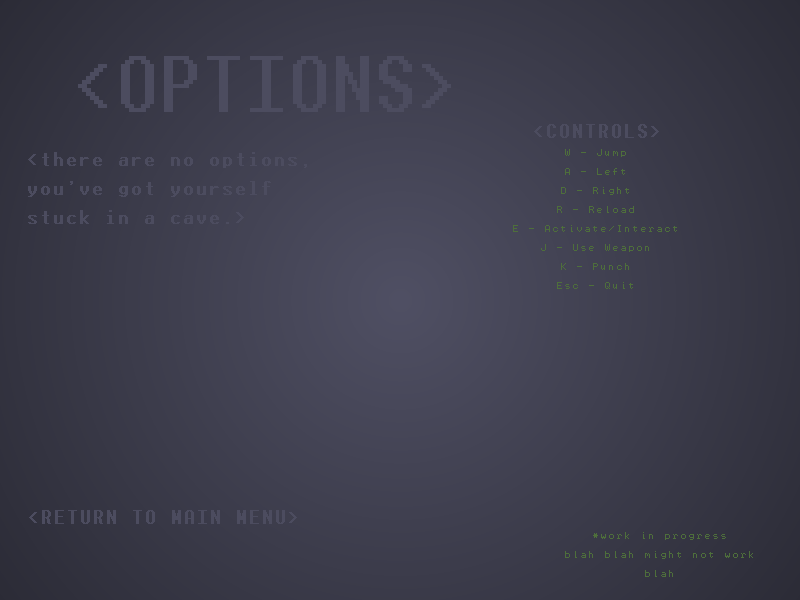 <OPTIONS>
<there are no options,
you've got yourself
stuck in a cave.>
<CONTROLS>
W - Jump
A - Left
D - Right
R - Reload
E - Activate/Interact
J - Use Weapon
K - Punch
Esc - Quit
<RETURN TO MAIN MENU>
*work in progress
blah blah might not work
blah